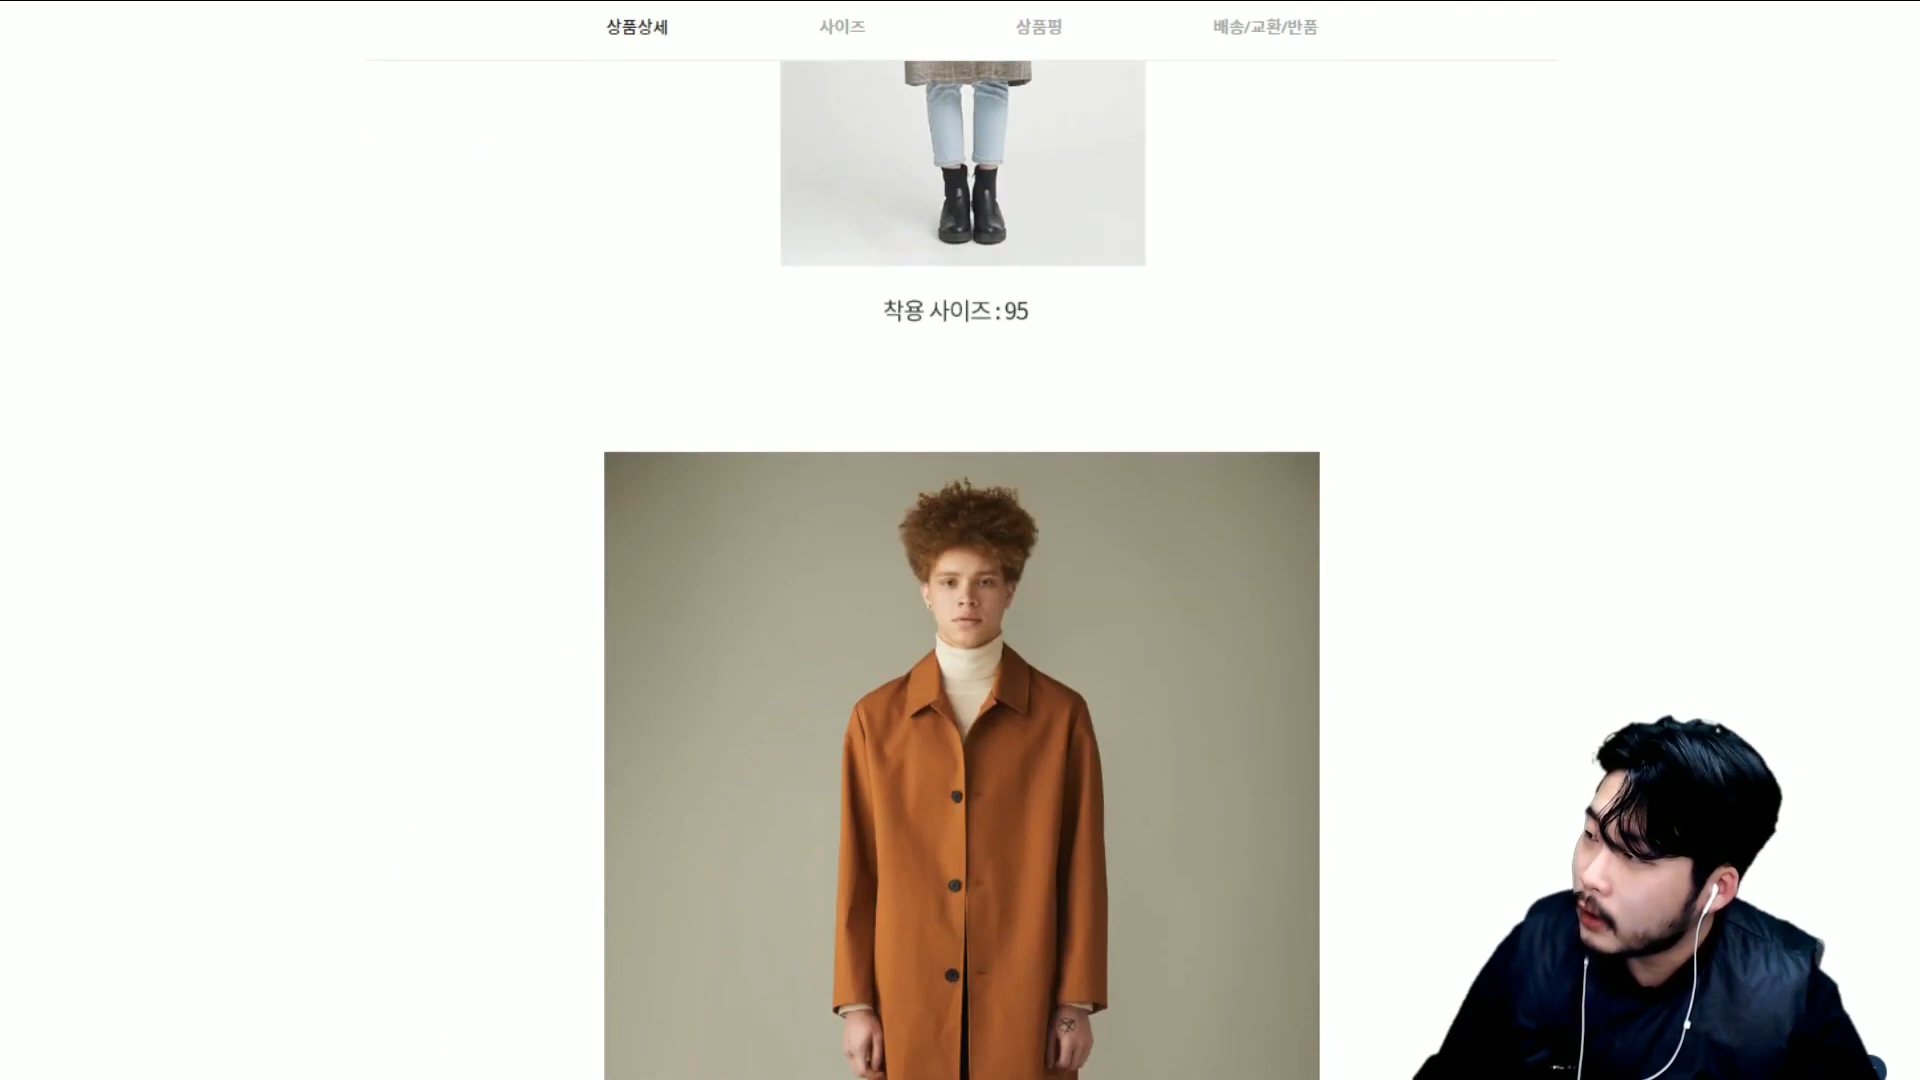 상품상세
사이즈
상품평
배송/교환/반품
착용 사이즈 : 95